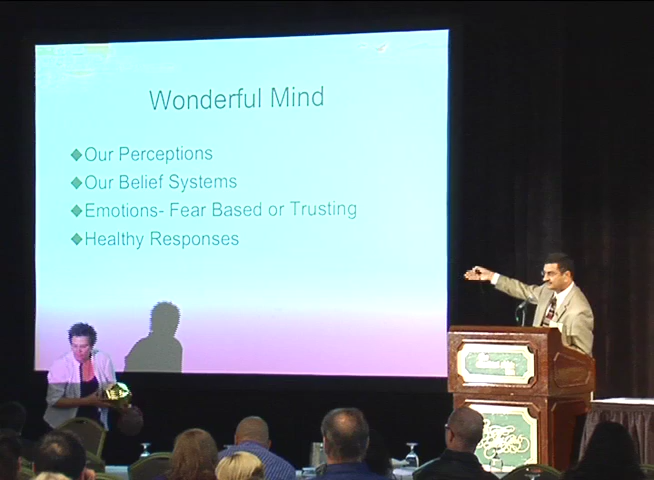 Wonderful Mind
◆Our Perceptions
◆Our Belief Systems
◆Emotions- Fear Based or Trusting
◆Healthy Responses